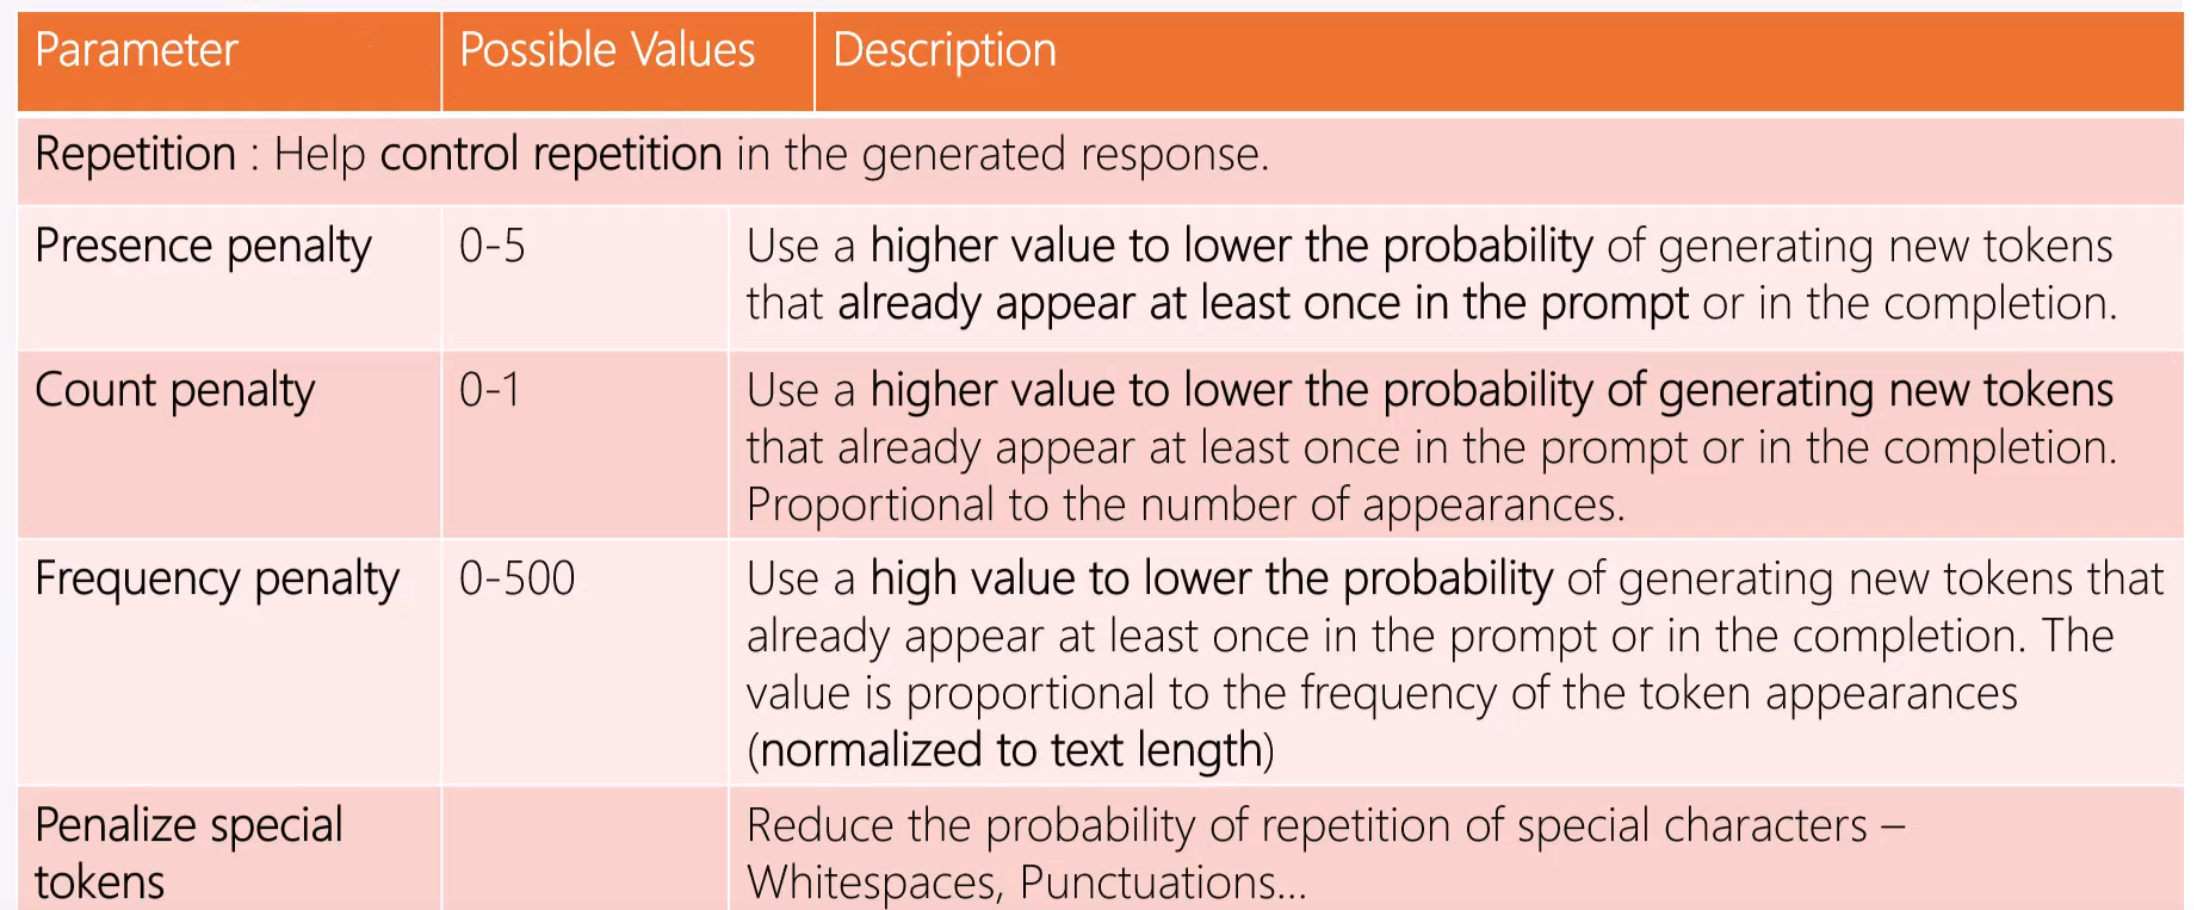 Parameter
Possible Values
Description
Repetition : Help control repetition in the generated response.
Presence penalty
0-5
Use a higher value to lower the probability of generating new tokens
that already appear at least once in the prompt or in the completion.
Count penalty
0-1
Use a higher value to lower the probability of generating new tokens
that already appear at least once in the prompt or in the completion.
Proportional to the number of appearances.
Frequency penalty
0-500
Use a high value to lower the probability of generating new tokens that
already appear at least once in the prompt or in the completion. The
value is proportional to the frequency of the token appearances
(normalized to text length)
Penalize special
tokens
Reduce the probability of repetition of special characters –
Whitespaces, Punctuations...